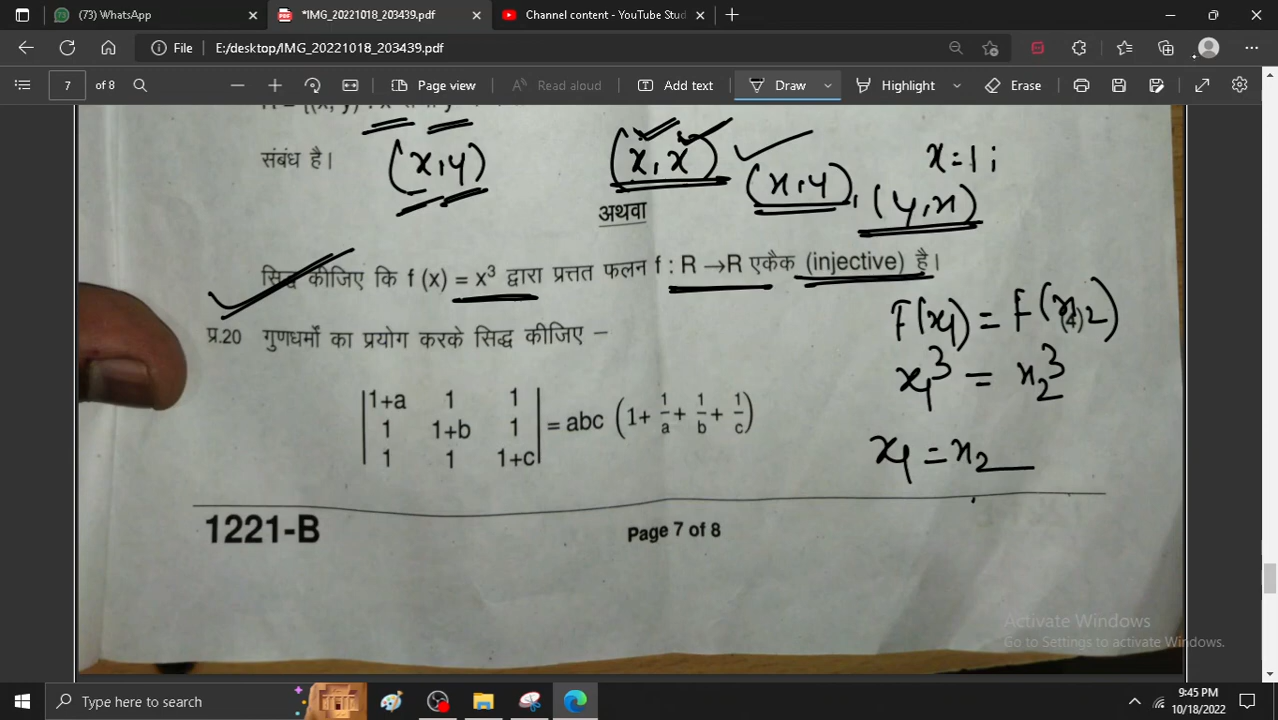 (73) WhatsApp
*IMG_20221018_203439.pdf
Channel content - YouTube Stud
File E:/desktop/IMG_20221018_203439.pdf
7 of 8
Page view
Read aloud
Add text
Draw
Highlight
Erase
संबंध है।
(x,y)
(x,x)
(x,y), (y,x)
x=1;
अथवा
सिद्ध कीजिए कि f (x) = x³ द्वारा प्रत्तत फलन f : R →R एकैक (injective) है।
(4)
F(x1) = F(x2)
x1³ = x2³
x1 = x2
प्र.20 गुणधर्मों का प्रयोग करके सिद्ध कीजिए –
|1+a 1 1|
|1 1+b 1| = abc (1+ 1/a + 1/b + 1/c)
|1 1 1+c|
1221-B
Page 7 of 8
Activate Windows
Go to Settings to activate Windows.
Type here to search
9:45 PM
10/18/2022